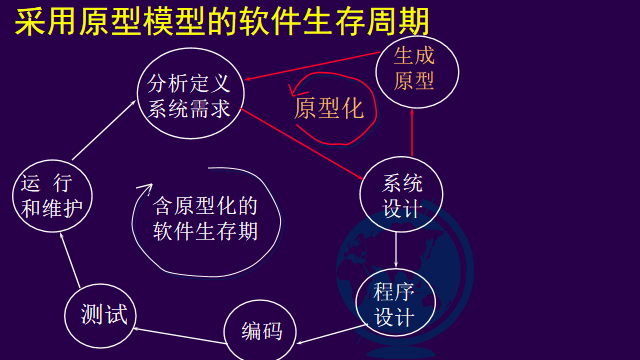 采用原型模型的软件生存周期
生成
原型
分析定义
系统需求
原型化
系统
设计
运 行
和维护
含原型化的
软件生存期
程序
设计
测试
编码